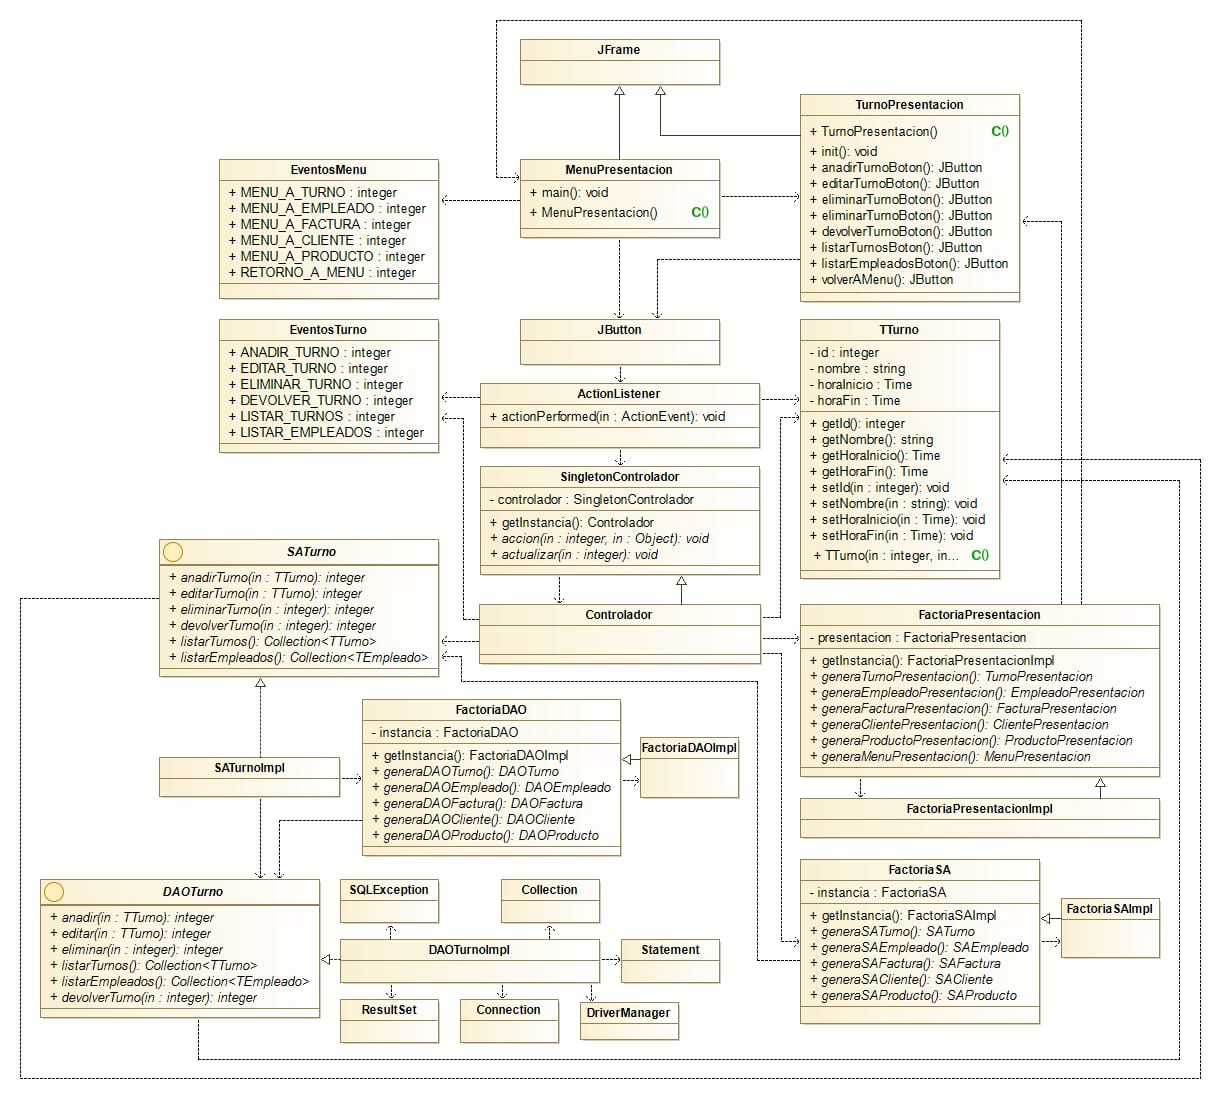 JFrame
TurnoPresentacion
+ TurnoPresentacion() C()
+ init(): void
+ anadirTurnoBoton(): JButton
+ editarTurnoBoton(): JButton
+ eliminarTurnoBoton(): JButton
+ eliminarTurnoBoton(): JButton
+ devolverTurnoBoton(): JButton
+ listarTurnosBoton(): JButton
+ listarEmpleadosBoton(): JButton
+ volverAMenu(): JButton
EventosMenu
+ MENU_A_TURNO : integer
+ MENU_A_EMPLEADO : integer
+ MENU_A_FACTURA : integer
+ MENU_A_CLIENTE : integer
+ MENU_A_PRODUCTO : integer
+ RETORNO_A_MENU : integer
MenuPresentacion
+ main(): void
+ MenuPresentacion() C()
EventosTurno
+ ANADIR_TURNO : integer
+ EDITAR_TURNO : integer
+ ELIMINAR_TURNO : integer
+ DEVOLVER_TURNO : integer
+ LISTAR_TURNOS : integer
+ LISTAR_EMPLEADOS : integer
JButton
ActionListener
+ actionPerformed(in : ActionEvent): void
TTurno
- id : integer
- nombre : string
- horaInicio : Time
- horaFin : Time
+ getId(): integer
+ getNombre(): string
+ getHoraInicio(): Time
+ getHoraFin(): Time
+ setId(in : integer): void
+ setNombre(in : string): void
+ setHoraInicio(in : Time): void
+ setHoraFin(in : Time): void
+ TTurno(in : integer, in... C()
SingletonControlador
- controlador : SingletonControlador
+ getInstancia(): Controlador
+ accion(in : integer, in : Object): void
+ actualizar(in : integer): void
SATurno
+ anadirTurno(in : TTurno): integer
+ editarTurno(in : TTurno): integer
+ eliminarTurno(in : integer): integer
+ devolverTurno(in : integer): integer
+ listarTurnos(): Collection<TTurno>
+ listarEmpleados(): Collection<TEmpleado>
Controlador
FactoriaPresentacion
- presentacion : FactoriaPresentacion
+ getInstancia(): FactoriaPresentacionImpl
+ generaTurnoPresentacion(): TurnoPresentacion
+ generaEmpleadoPresentacion(): EmpleadoPresentacion
+ generaFacturaPresentacion(): FacturaPresentacion
+ generaClientePresentacion(): ClientePresentacion
+ generaProductoPresentacion(): ProductoPresentacion
+ generaMenuPresentacion(): MenuPresentacion
FactoriaDAO
- instancia : FactoriaDAO
+ getInstancia(): FactoriaDAOImpl
+ generaDAOTurno(): DAOTurno
+ generaDAOEmpleado(): DAOEmpleado
+ generaDAOFactura(): DAOFactura
+ generaDAOCliente(): DAOCliente
+ generaDAOProducto(): DAOProducto
FactoriaDAOImpl
SATurnoImpl
FactoriaPresentacionImpl
FactoriaSA
- instancia : FactoriaSA
+ getInstancia(): FactoriaSAImpl
+ generaSATurno(): SATurno
+ generaSAEmpleado(): SAEmpleado
+ generaSAFactura(): SAFactura
+ generaSACliente(): SACliente
+ generaSAProducto(): SAProducto
FactoriaSAImpl
DAOTurno
+ anadir(in : TTurno): integer
+ editar(in : TTurno): integer
+ eliminar(in : integer): integer
+ listarTurnos(): Collection<TTurno>
+ listarEmpleados(): Collection<TEmpleado>
+ devolverTurno(in : integer): integer
SQLException
Collection
DAOTurnoImpl
Statement
ResultSet
Connection
DriverManager